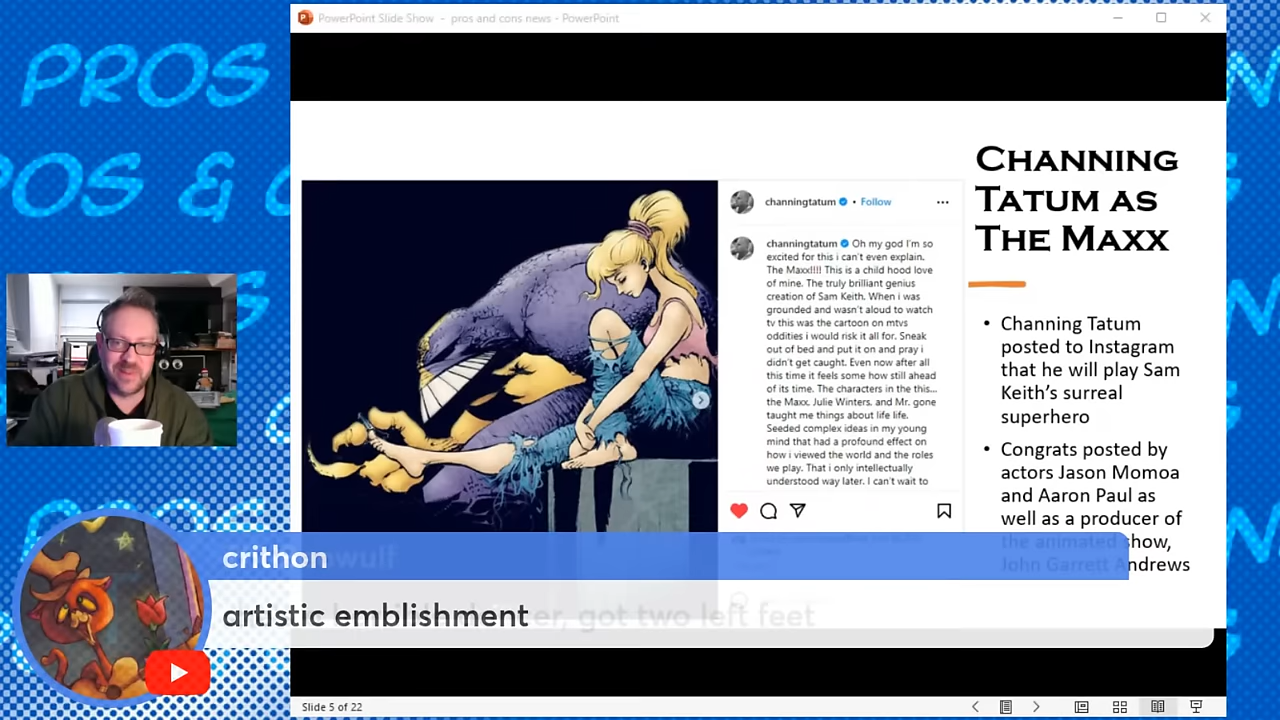 PowerPoint Slide Show - pros and cons news - PowerPoint
PROS
OS & C
CHANNING
TATUM AS
THE MAXX
channingtatum • Follow
channingtatum Oh my god I'm so
excited for this i can't even explain.
The Maxx!!!! This is a child hood love
of mine. The truly brilliant genius
creation of Sam Keith. When i was
grounded and wasn't aloud to watch
tv this was the cartoon on mtvs
oddities i would risk it all for. Sneak
out of bed and put it on and pray i
didn't get caught. Even now after all
this time it feels some how still ahead
of its time. The characters in the this...
the Maxx, Julie Winters, and Mr. gone
taught me things about life life.
Seeded complex ideas in my young
mind that had a profound effect on
how i viewed the world and the roles
we play. That i only intellectually
understood way later. I can't wait to
• Channing Tatum
posted to Instagram
that he will play Sam
Keith's surreal
superhero
• Congrats posted by
actors Jason Momoa
and Aaron Paul as
well as a producer of
the animated show,
John Garrett Andrews
crithon
wulf
artistic emblishment
er, got two left feet
Slide 5 of 22